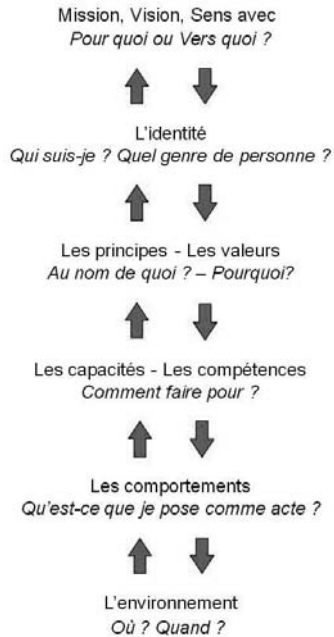 Mission, Vision, Sens avec
Pour quoi ou Vers quoi ?
L'identité
Qui suis-je ? Quel genre de personne ?
Les principes - Les valeurs
Au nom de quoi ? – Pourquoi?
Les capacités - Les compétences
Comment faire pour ?
Les comportements
Qu'est-ce que je pose comme acte ?
L'environnement
Où ? Quand ?